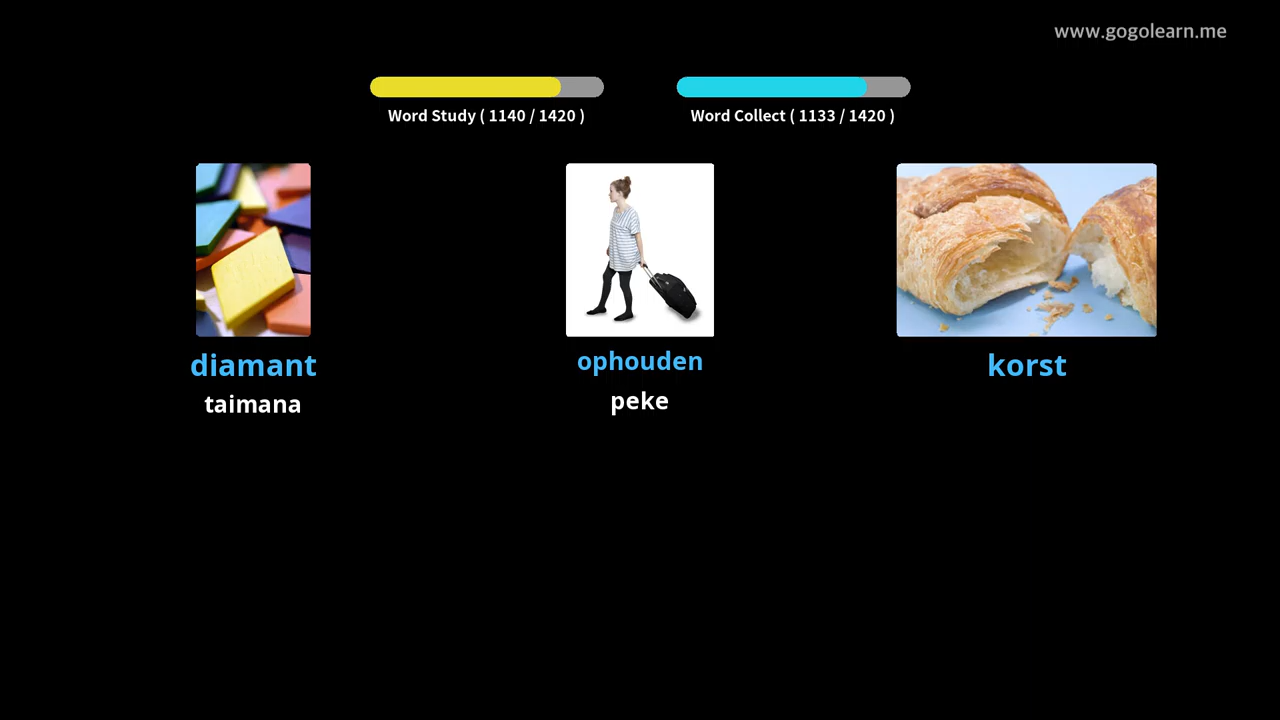 www.gogolearn.me
Word Study ( 1140 / 1420 )
Word Collect ( 1133 / 1420 )
diamant
taimana
ophouden
peke
korst